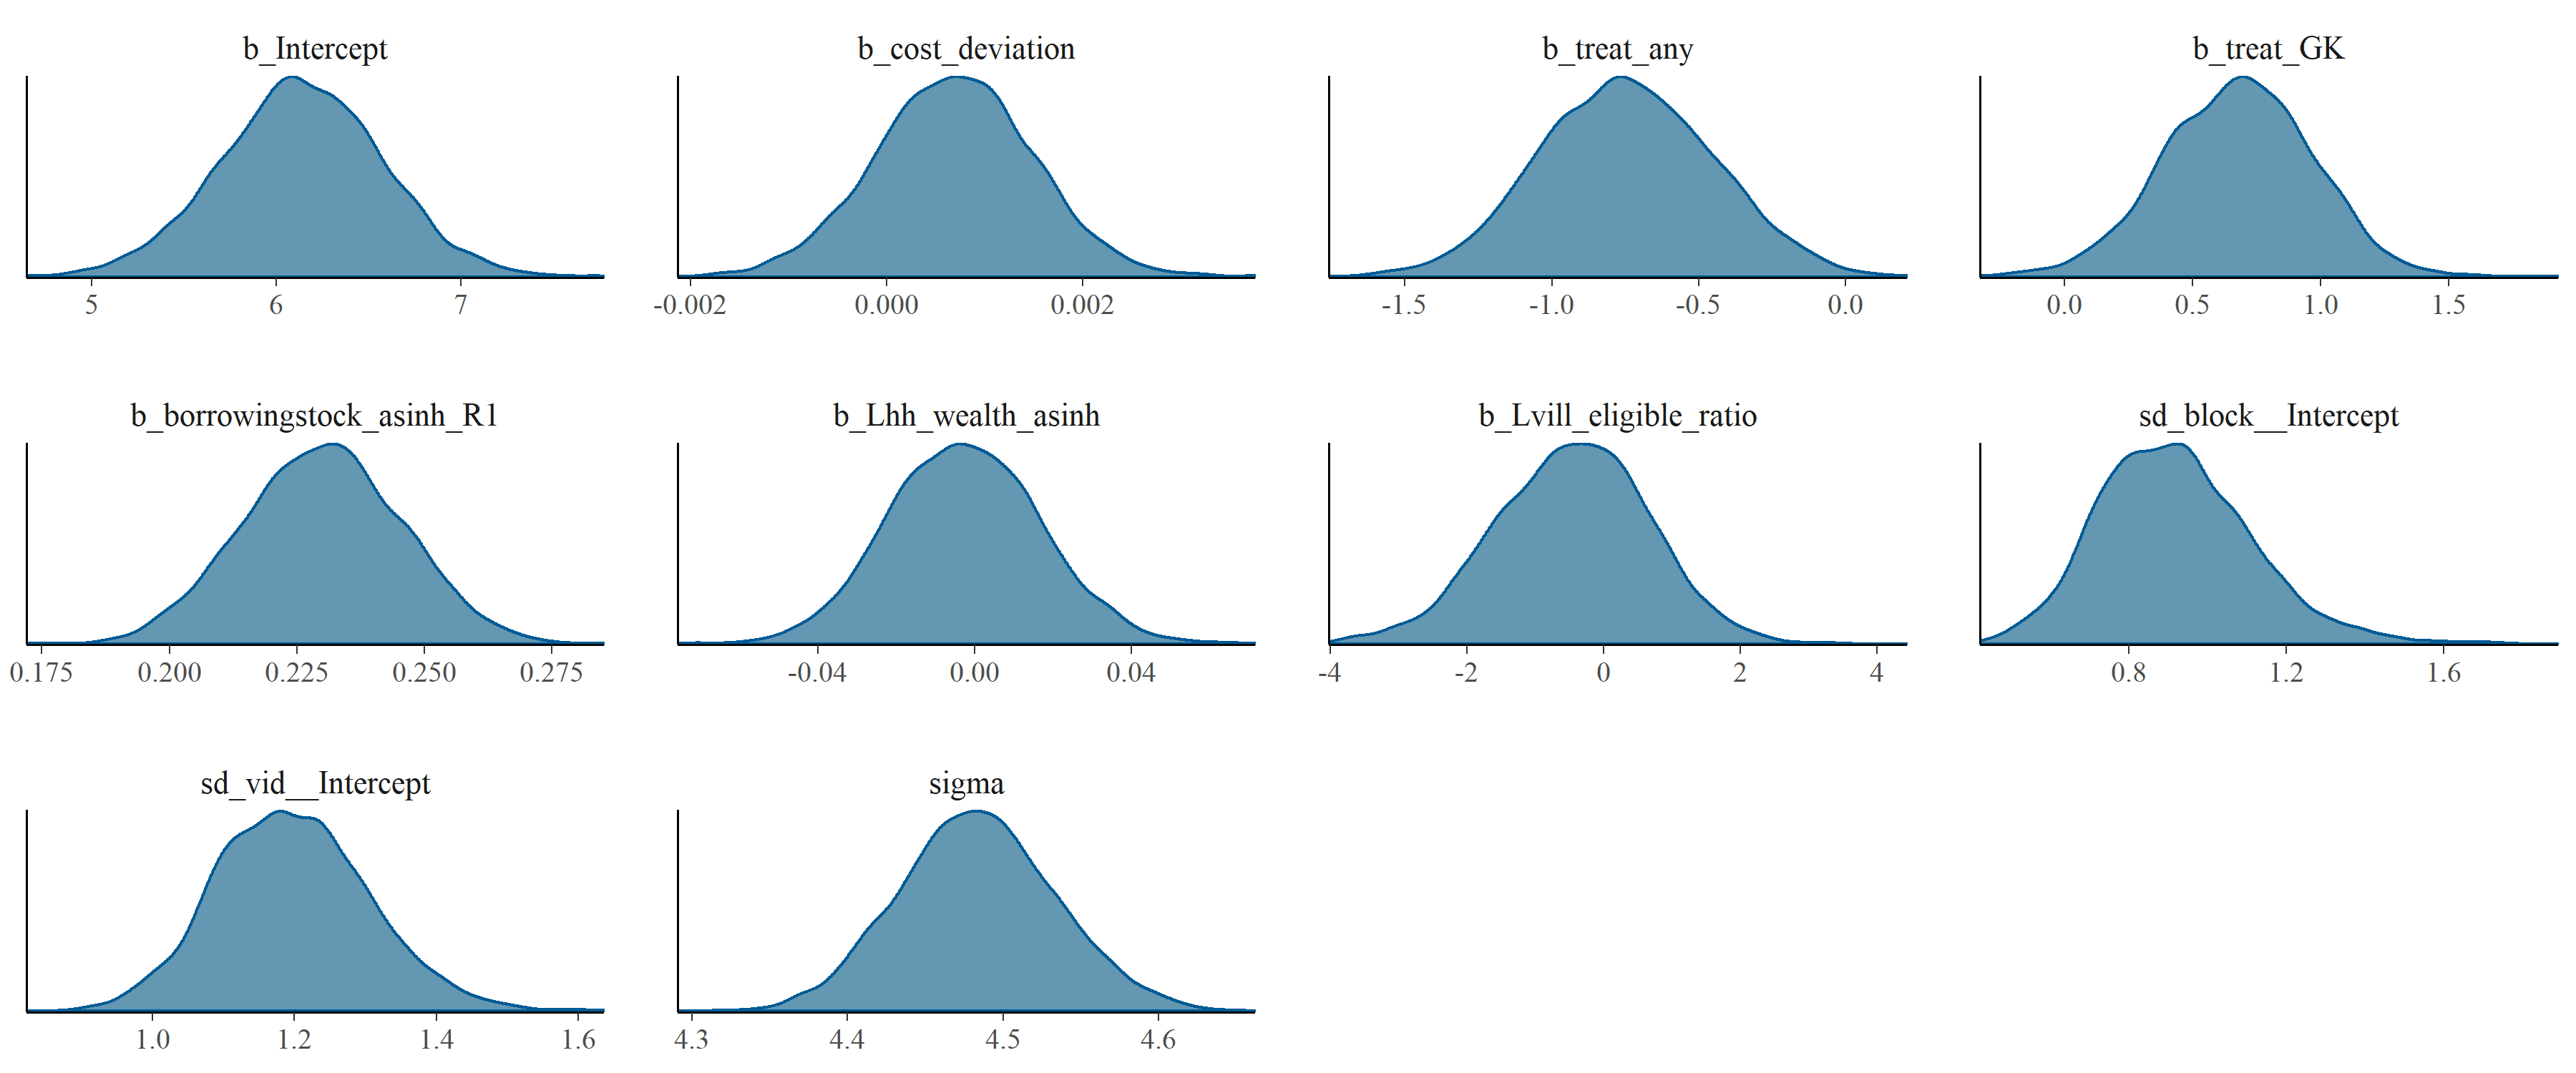 b_Intercept b_cost_deviation b_treat_any b_treat_GK
5 6 7 -0.002 0.000 0.002 -1.5 -1.0 -0.5 0.0 0.0 0.5 1.0 1.5
b_borrowingstock_asinh_R1 b_Lhh_wealth_asinh b_Lvill_eligible_ratio sd_block__Intercept
0.175 0.200 0.225 0.250 0.275 -0.04 0.00 0.04 -4 -2 0 2 4 0.8 1.2 1.6
sd_vid__Intercept sigma
1.0 1.2 1.4 1.6 4.3 4.4 4.5 4.6